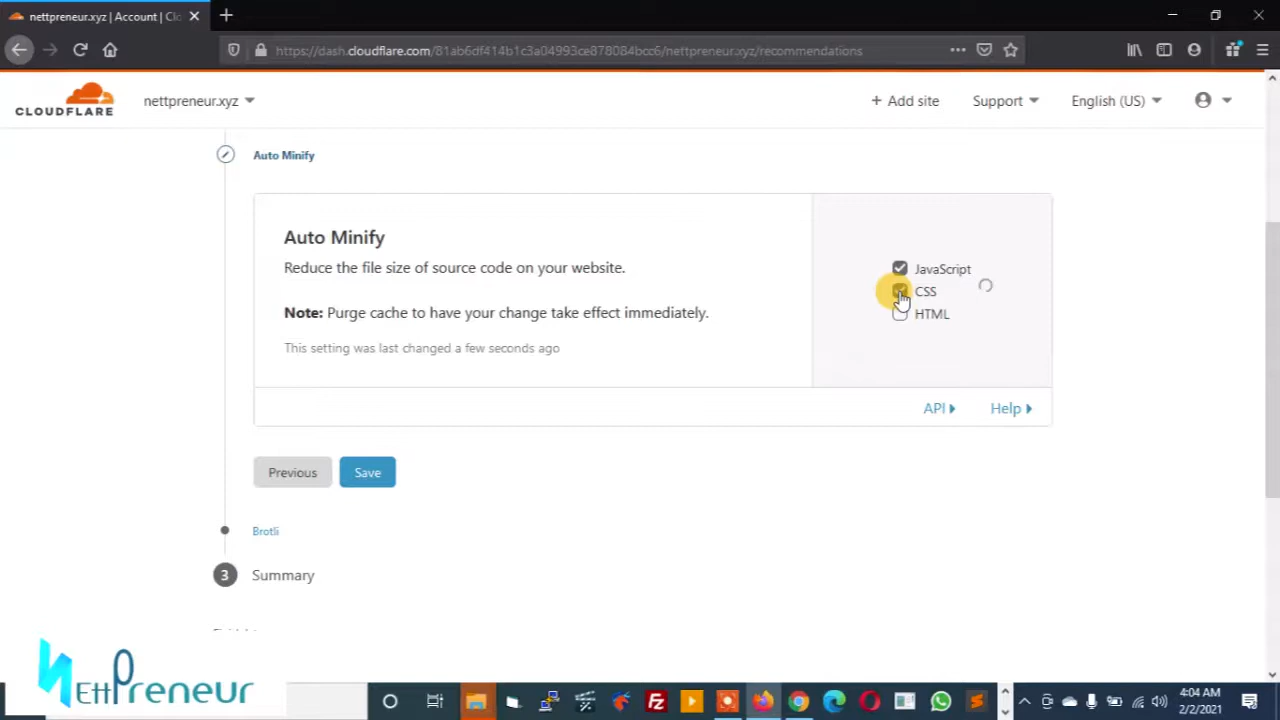 nettpreneur.xyz | Account | Clo
https://dash.cloudflare.com/81ab6df414b1c3a04993ce878084bcc6/nettpreneur.xyz/recommendations
CLOUDFLARE
nettpreneur.xyz
+ Add site
Support
English (US)
Auto Minify
Auto Minify
Reduce the file size of source code on your website.
Note: Purge cache to have your change take effect immediately.
This setting was last changed a few seconds ago
JavaScript
CSS
HTML
API
Help
Previous
Save
Brotli
3
Summary
NEttPreneur
4:04 AM
2/2/2021